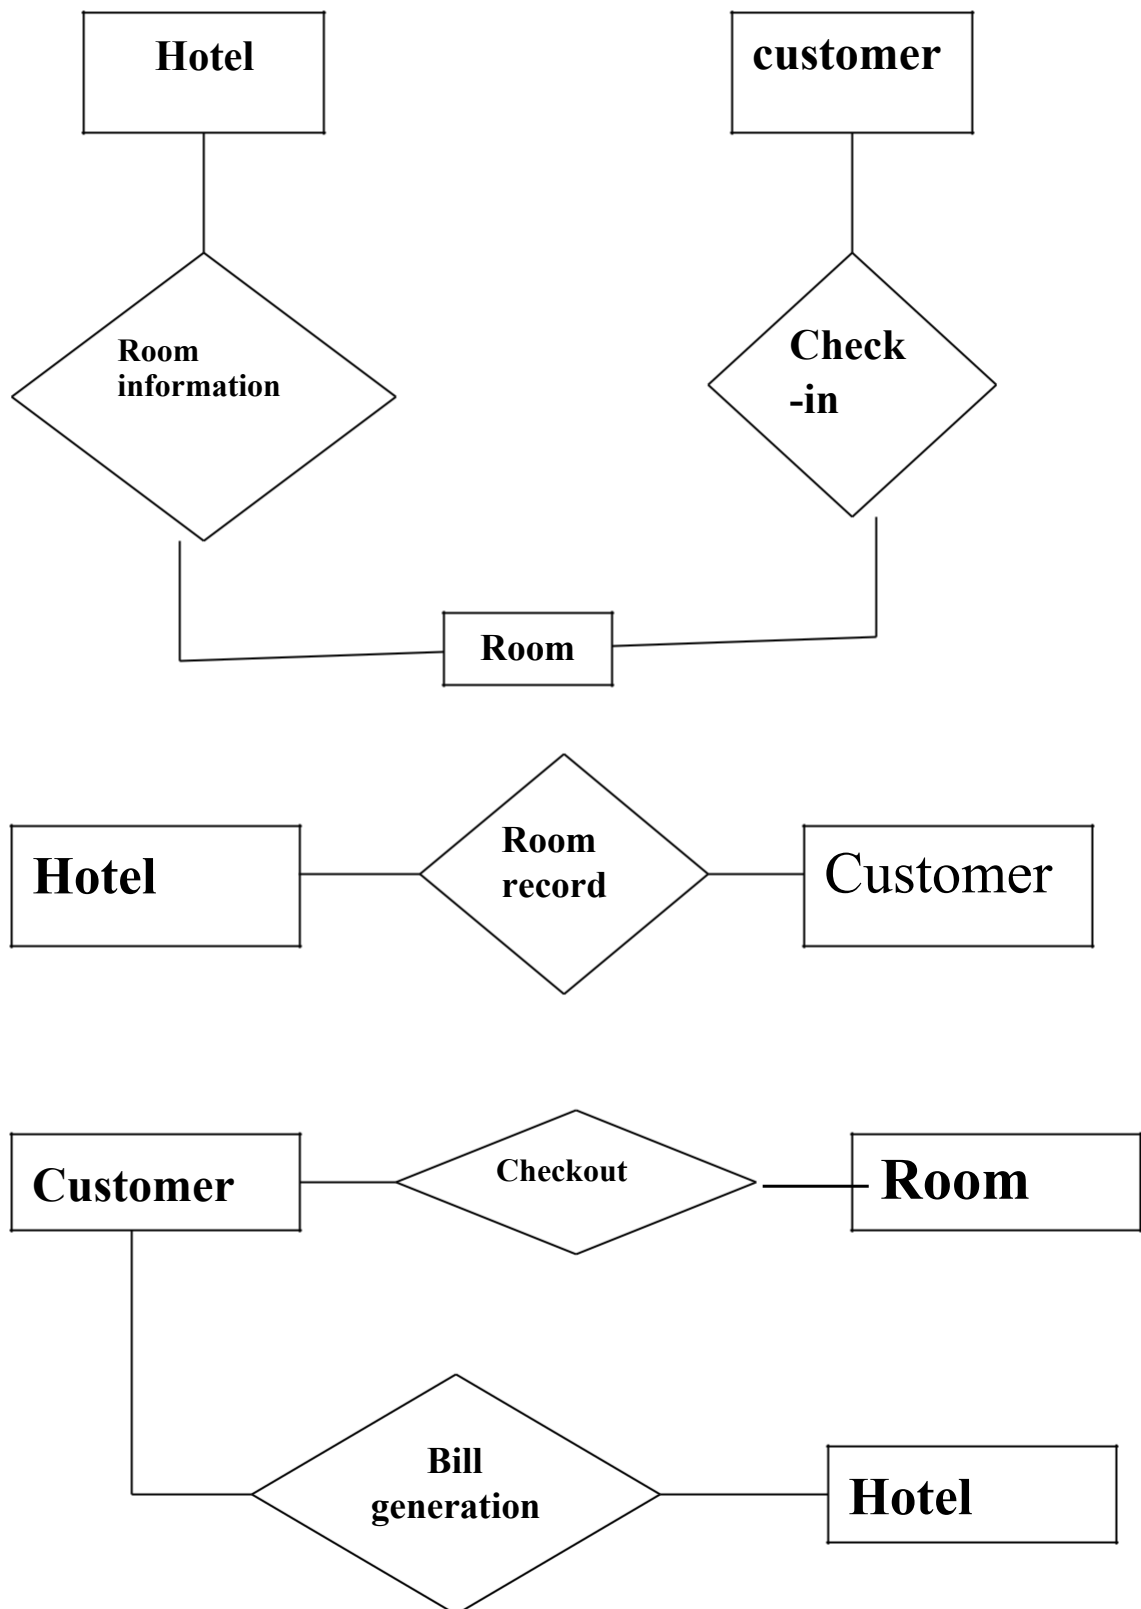 Hotel
customer
Room
information
Check
-in
Room
Hotel
Room
record
Customer
Customer
Checkout
Room
Bill
generation
Hotel